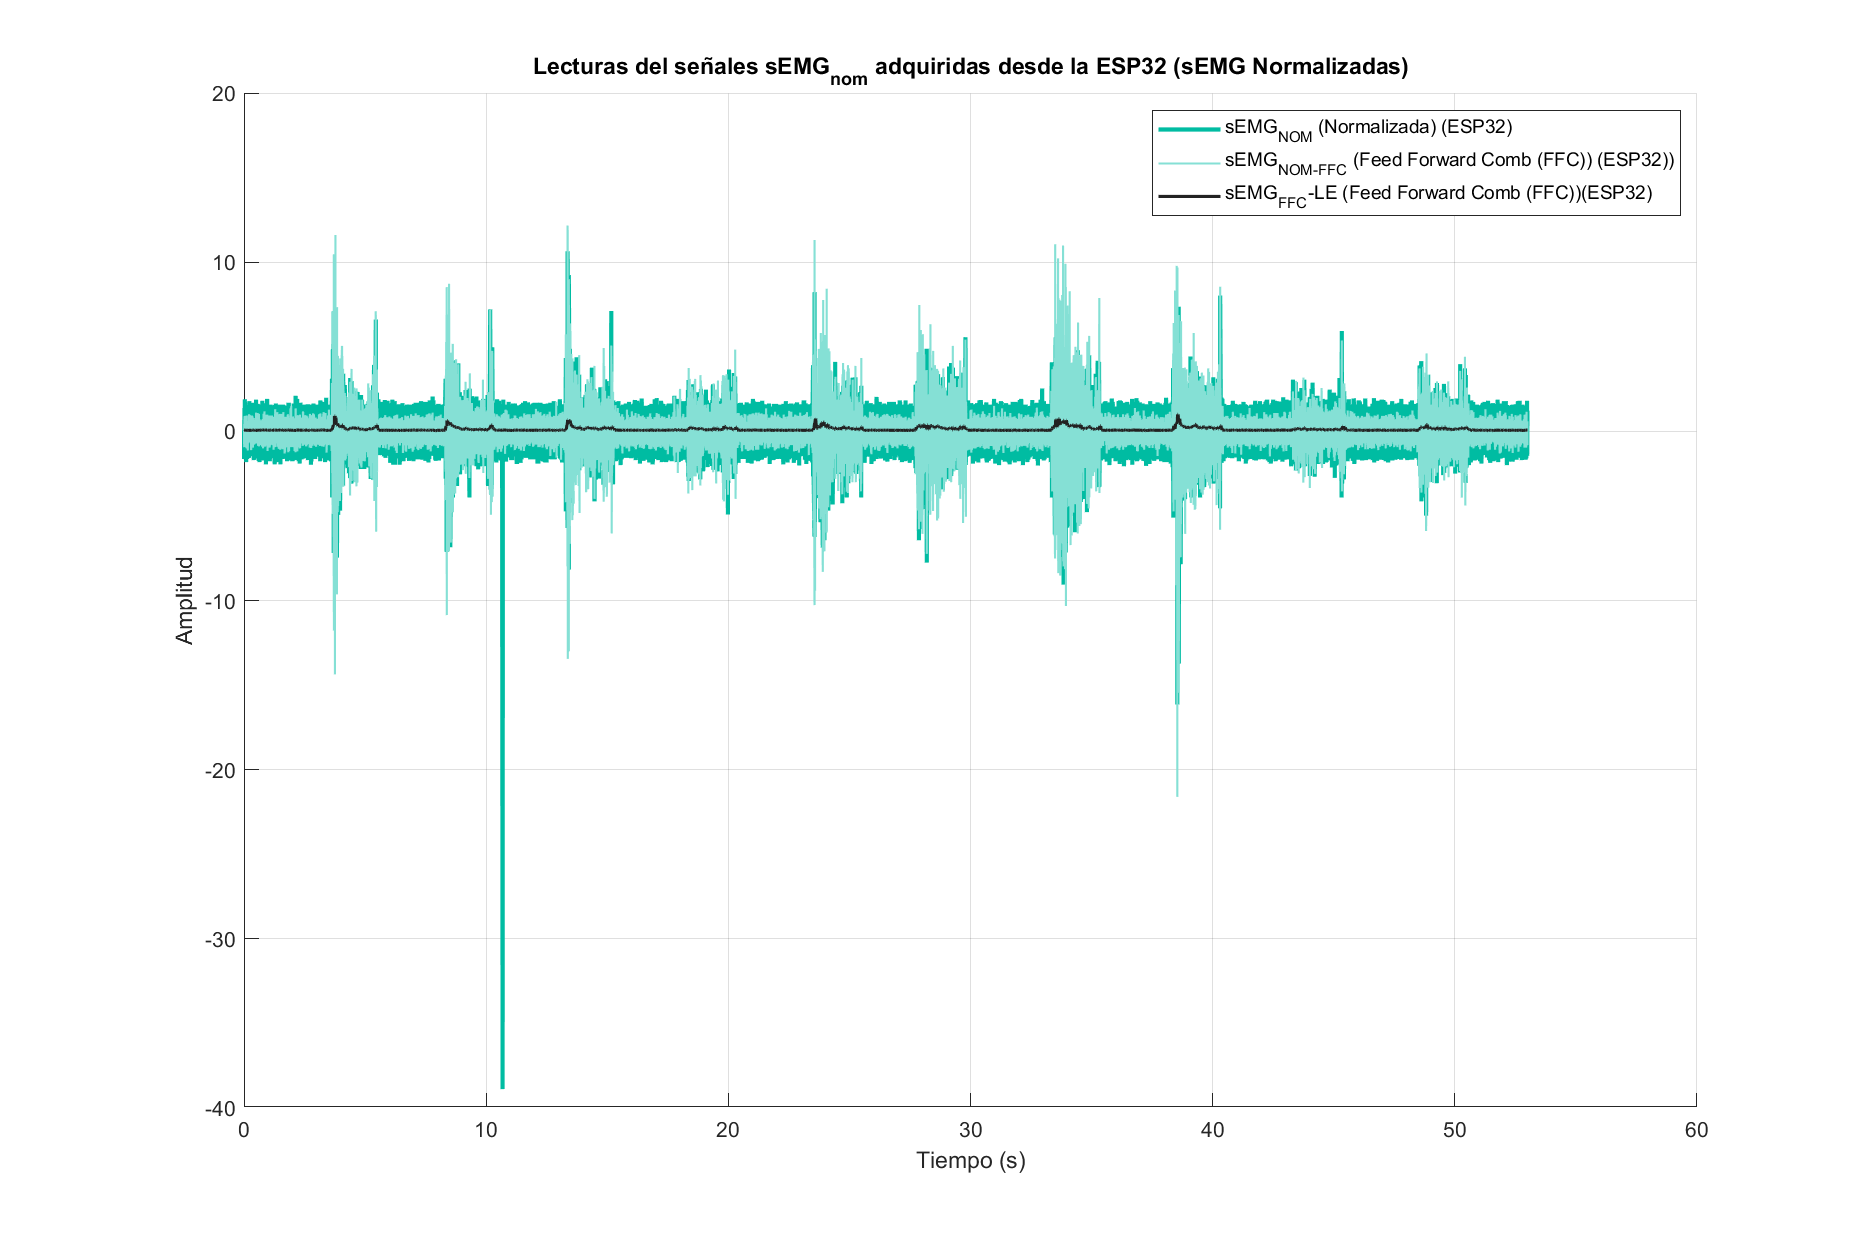 Lecturas del señales sEMGnom adquiridas desde la ESP32 (sEMG Normalizadas)
sEMGNOM (Normalizada) (ESP32)
sEMGNOM-FFC (Feed Forward Comb (FFC)) (ESP32))
sEMGFFC-LE (Feed Forward Comb (FFC))(ESP32)
20
10
0
-10
-20
-30
-40
Amplitud
0 10 20 30 40 50 60
Tiempo (s)